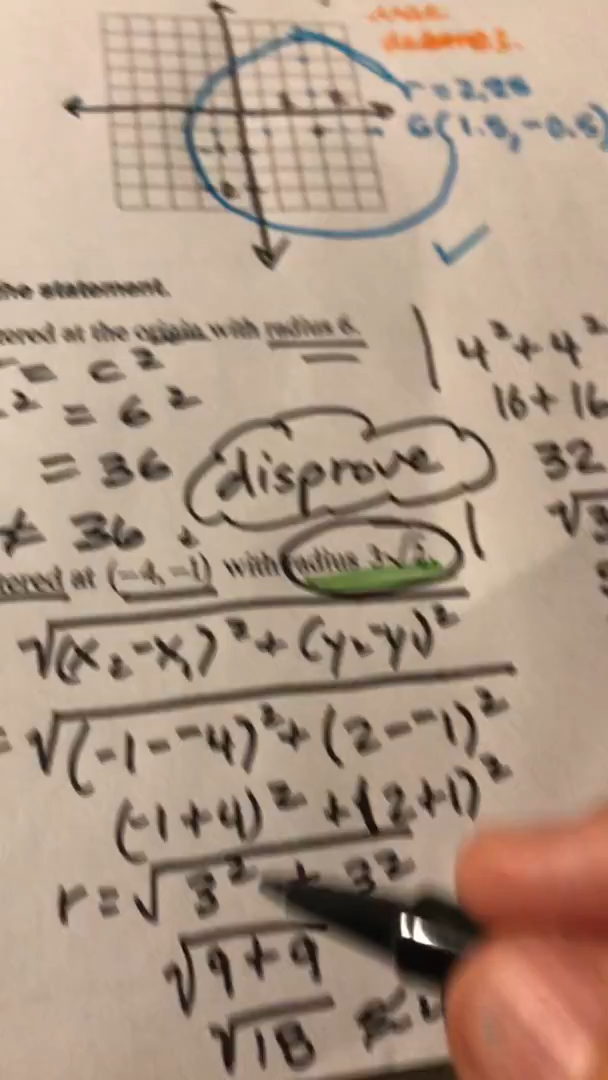 r = 2.88
G(1.5, -0.5)
the statement.
tered at the origin with radius 6.
= c²
² = 6²
= 36
≠ 36
disprove
4² + 4²
16 + 16
32
tered at (-4, -1) with radius 3√2.
√(x₂ - x₁)² + (y₂ - y₁)²
= √(-1 - -4)² + (2 - -1)²
(-1 + 4)² + (2 + 1)²
r = √3² + 3²
√9 + 9
√18